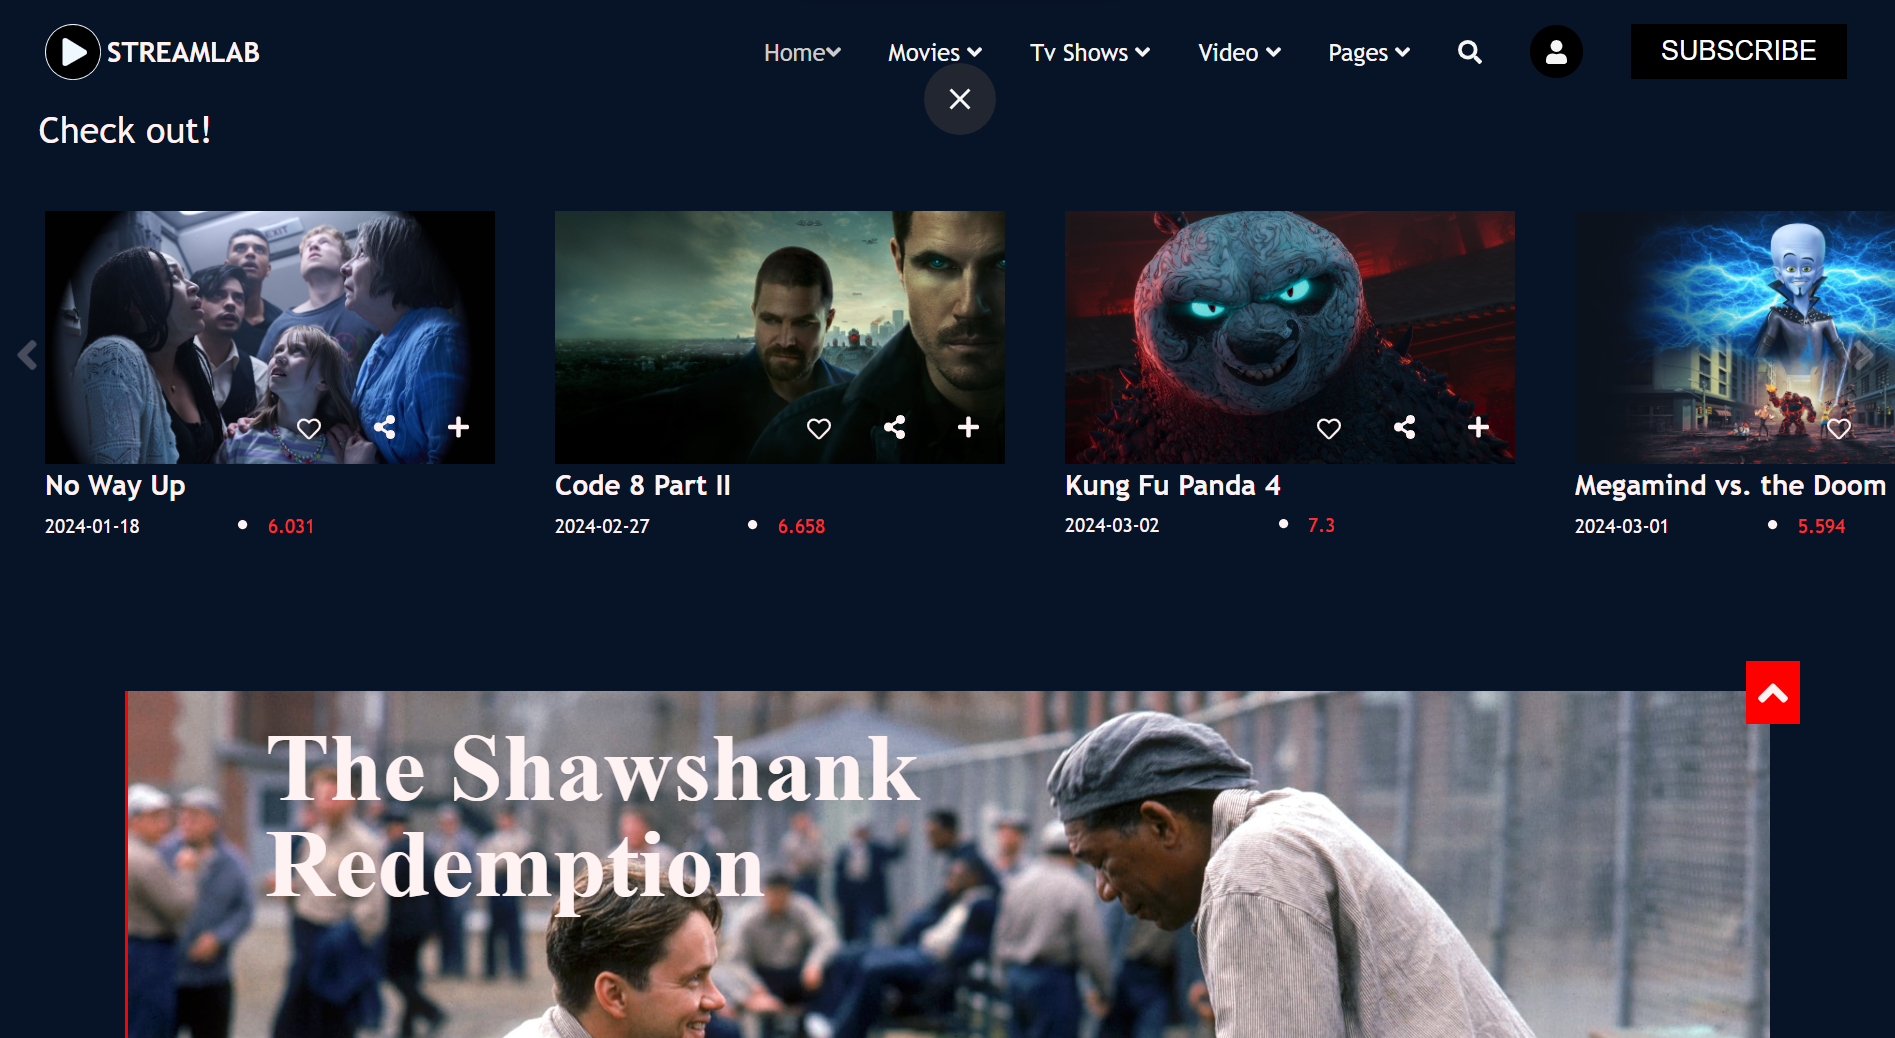 STREAMLAB
Home Movies Tv Shows Video Pages SUBSCRIBE
Check out!
EXIT
No Way Up
2024-01-18 6.031
Code 8 Part II
2024-02-27 6.658
Kung Fu Panda 4
2024-03-02 7.3
Megamind vs. the Doom
2024-03-01 5.594
The Shawshank
Redemption